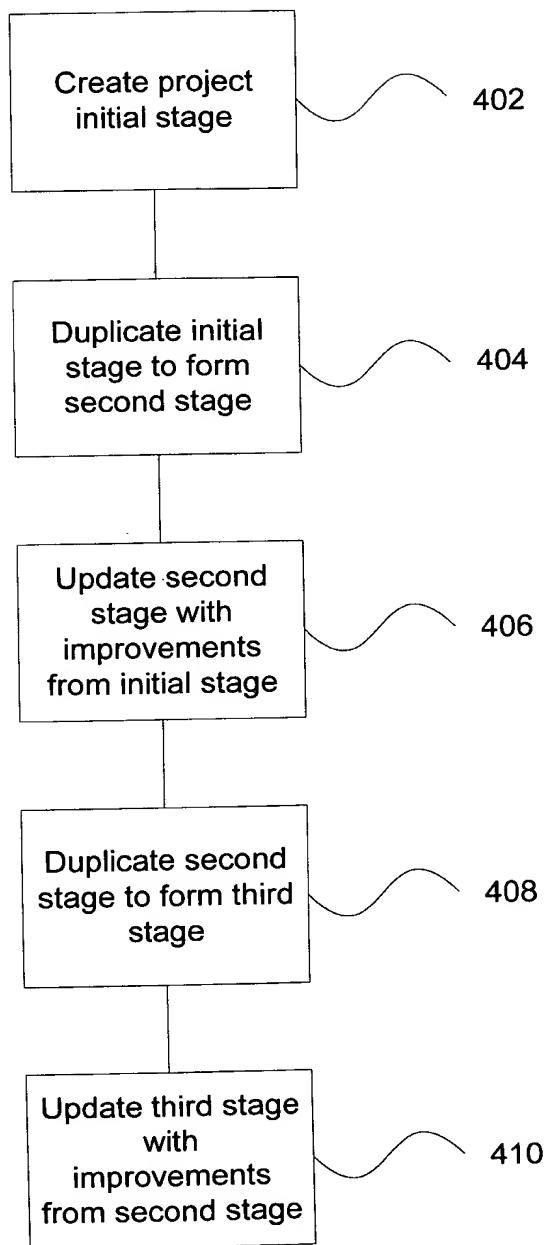 Create project
initial stage
402
Duplicate initial
stage to form
second stage
404
Update second
stage with
improvements
from initial stage
406
Duplicate second
stage to form third
stage
408
Update third stage
with
improvements
from second stage
410